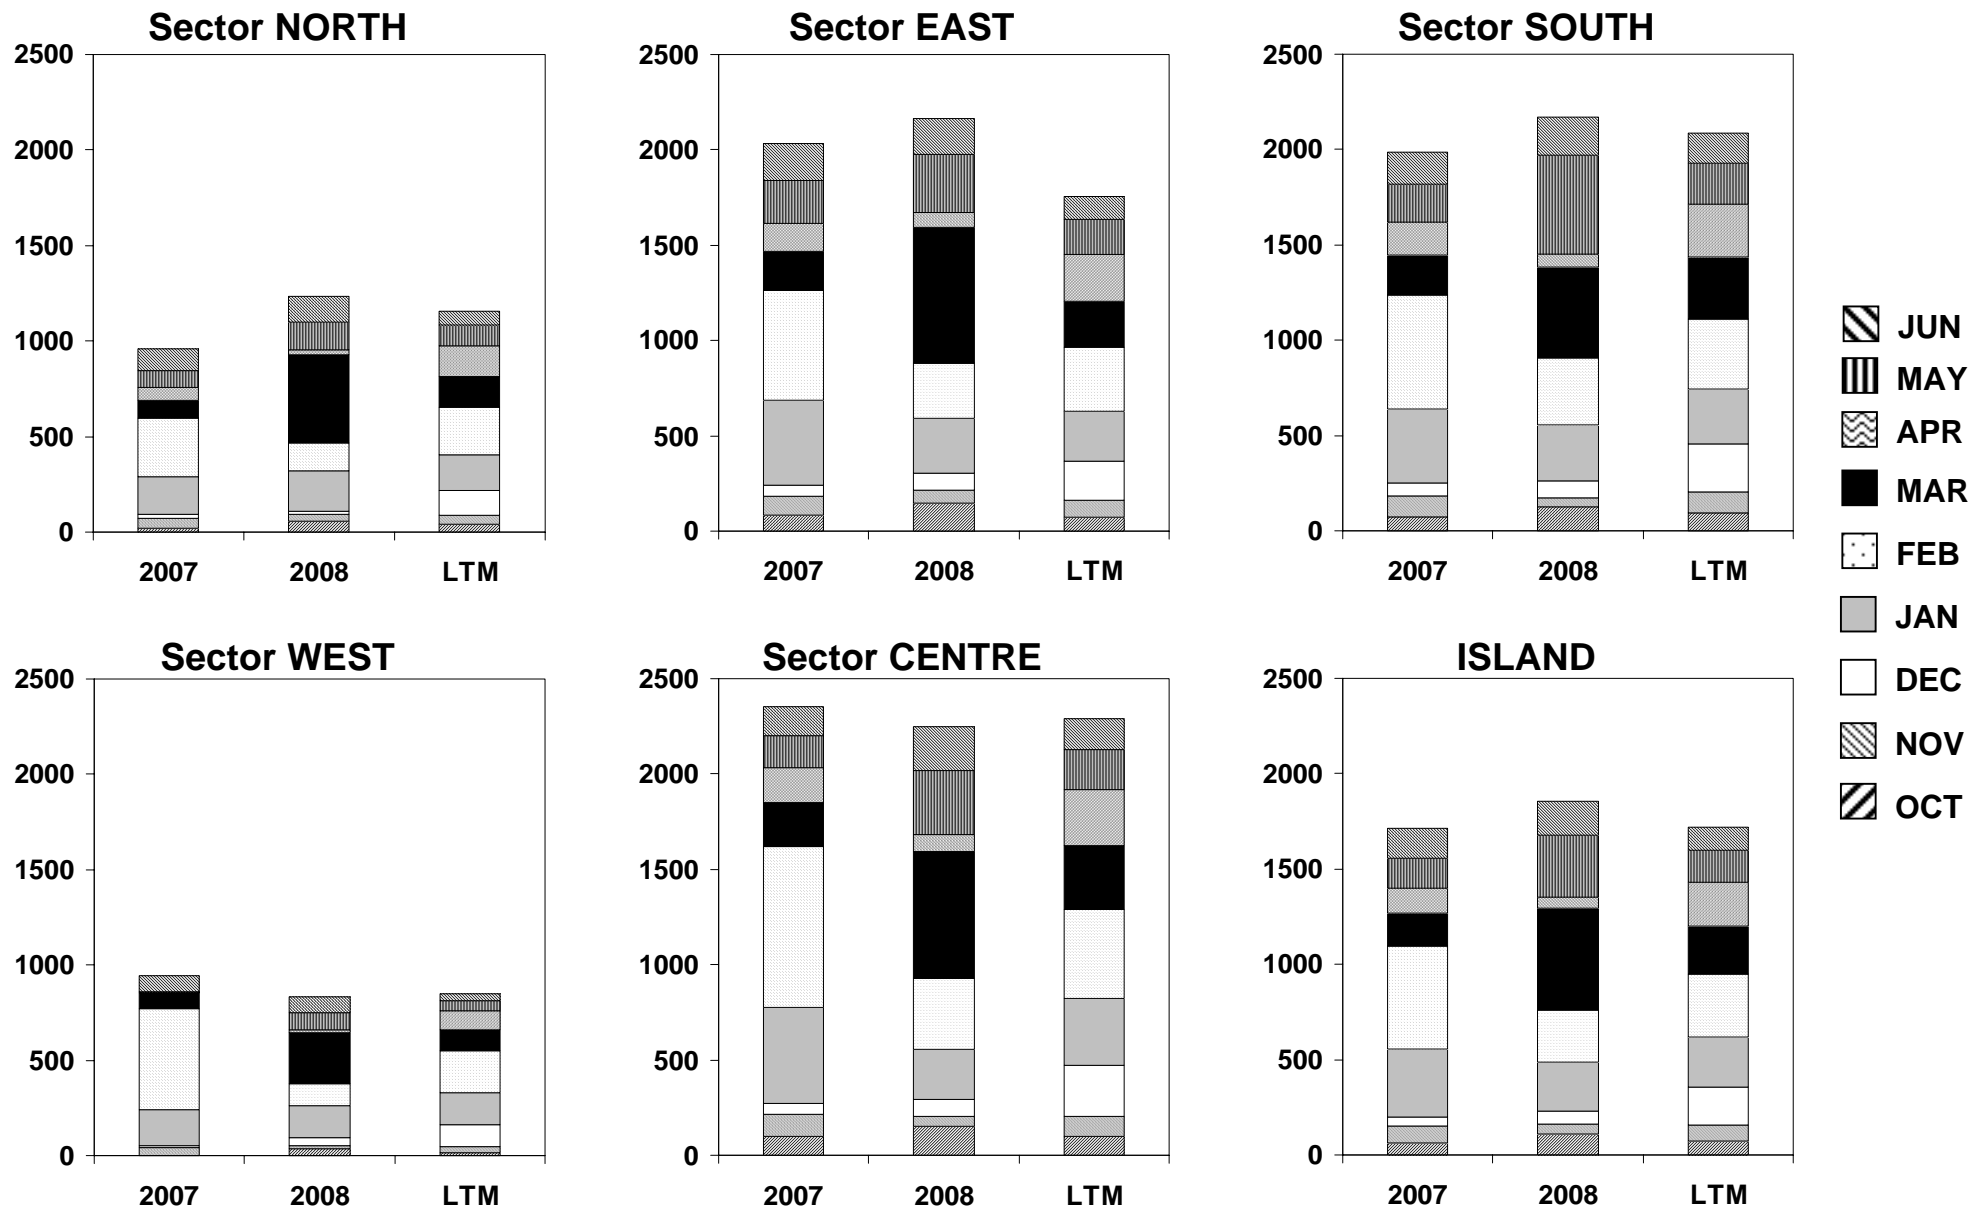 Sector NORTH
2500
2000
1500
1000
500
0
2007 2008 LTM
Sector EAST
2500
2000
1500
1000
500
0
2007 2008 LTM
Sector SOUTH
2500
2000
1500
1000
500
0
2007 2008 LTM
Sector WEST
2500
2000
1500
1000
500
0
2007 2008 LTM
Sector CENTRE
2500
2000
1500
1000
500
0
2007 2008 LTM
ISLAND
2500
2000
1500
1000
500
0
2007 2008 LTM
JUN
MAY
APR
MAR
FEB
JAN
DEC
NOV
OCT